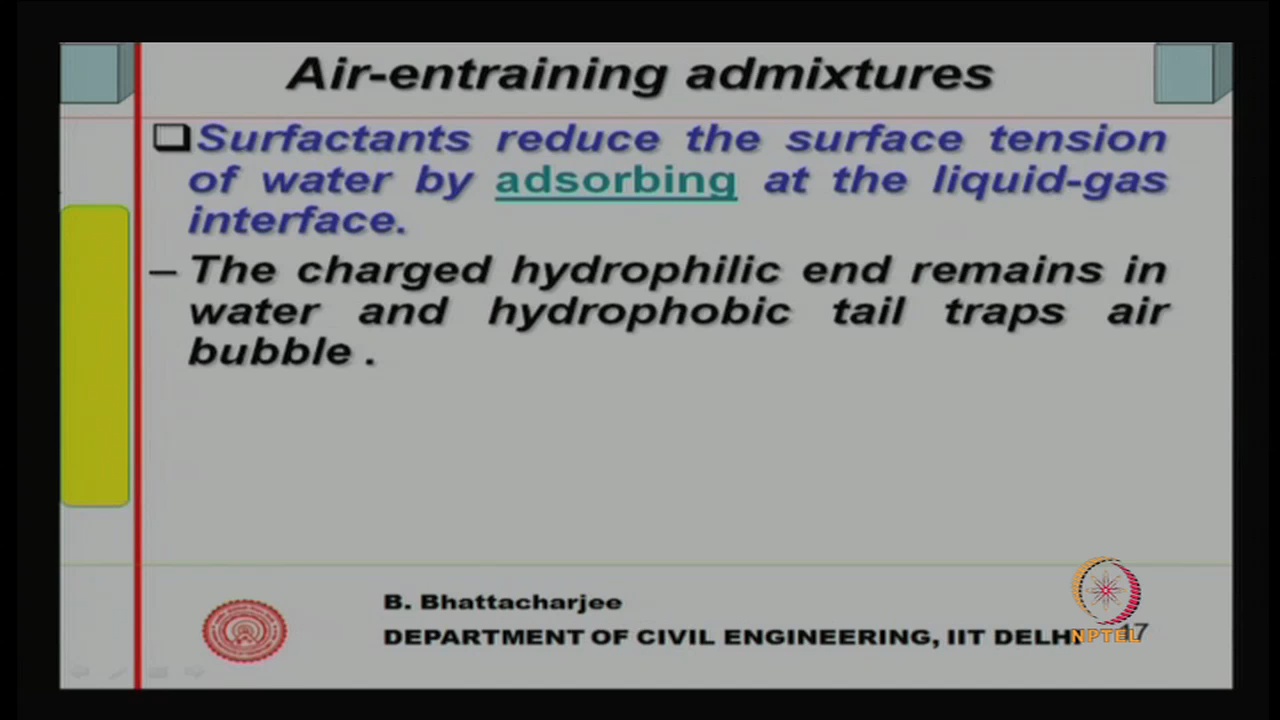 Air-entraining admixtures
Surfactants reduce the surface tension
of water by adsorbing at the liquid-gas
interface.
– The charged hydrophilic end remains in
water and hydrophobic tail traps air
bubble .
B. Bhattacharjee
DEPARTMENT OF CIVIL ENGINEERING, IIT DELHI
NPTEL